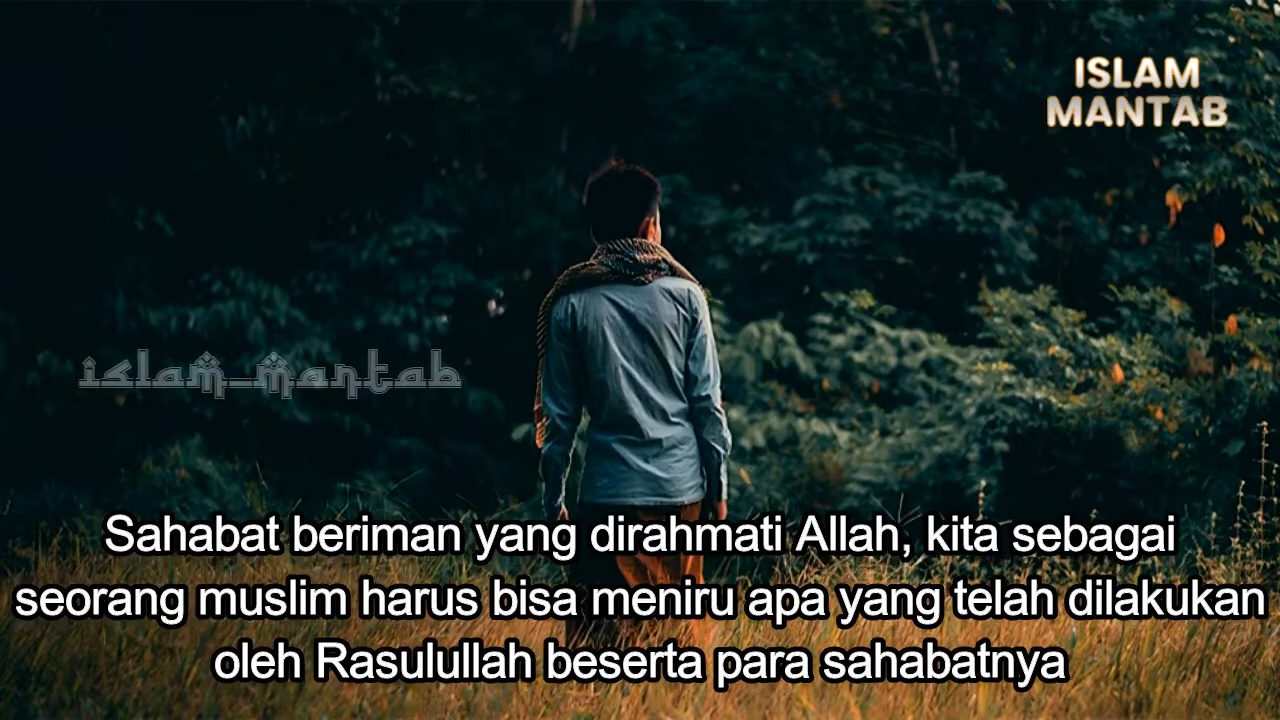 ISLAM
MANTAB
islam_mantab
Sahabat beriman yang dirahmati Allah, kita sebagai
seorang muslim harus bisa meniru apa yang telah dilakukan
oleh Rasulullah beserta para sahabatnya